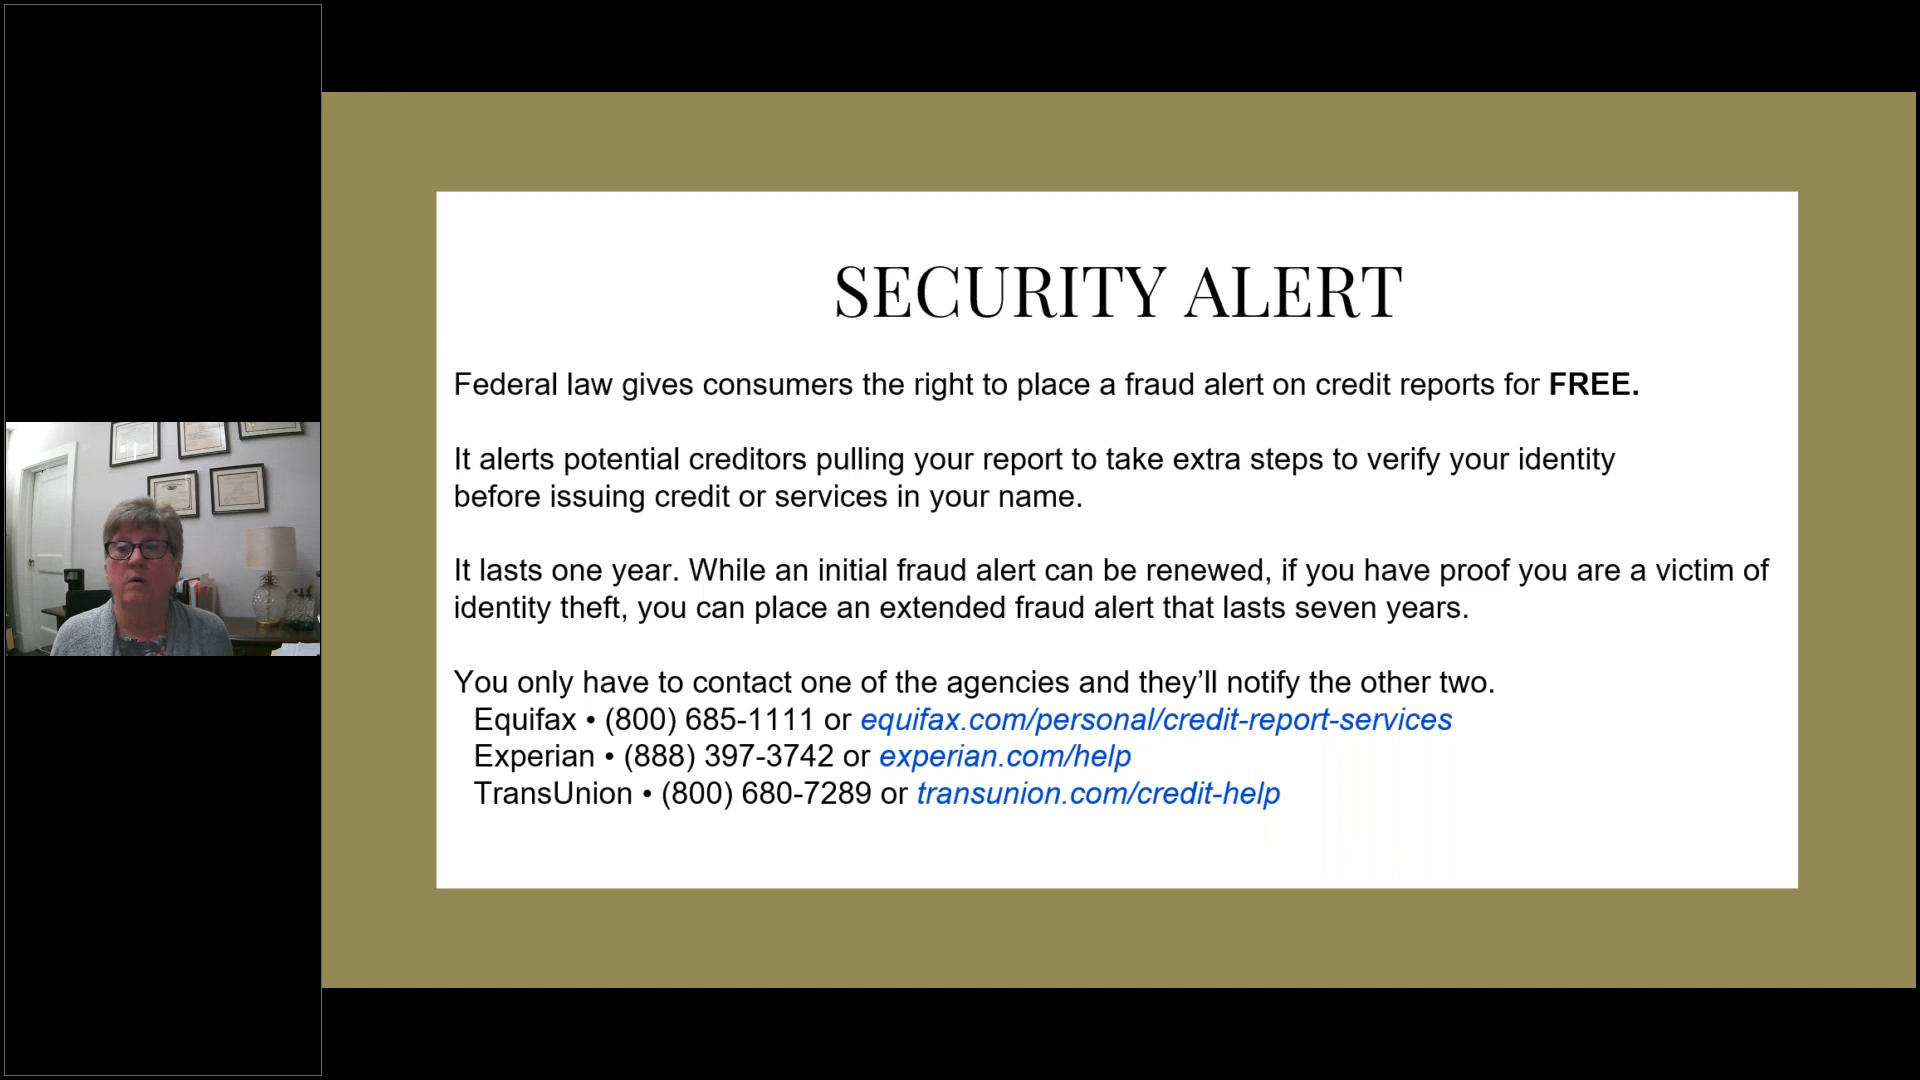 SECURITY ALERT
Federal law gives consumers the right to place a fraud alert on credit reports for FREE.
It alerts potential creditors pulling your report to take extra steps to verify your identity
before issuing credit or services in your name.
It lasts one year. While an initial fraud alert can be renewed, if you have proof you are a victim of
identity theft, you can place an extended fraud alert that lasts seven years.
You only have to contact one of the agencies and they’ll notify the other two.
Equifax • (800) 685-1111 or equifax.com/personal/credit-report-services
Experian • (888) 397-3742 or experian.com/help
TransUnion • (800) 680-7289 or transunion.com/credit-help